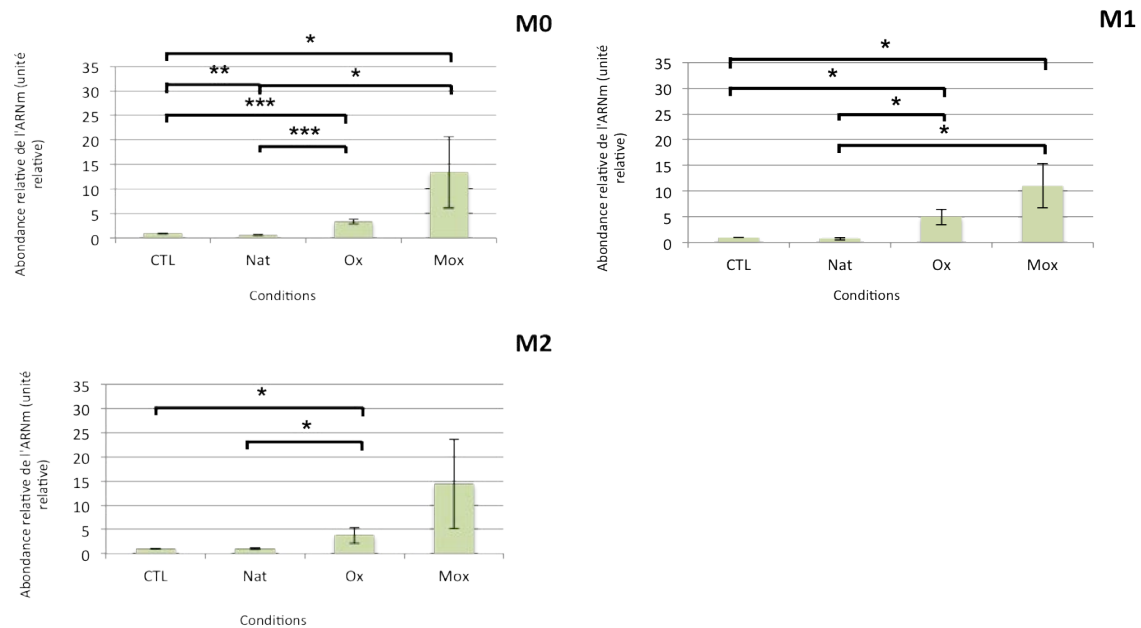 M0
Abondance relative de l'ARNm (unité
relative)
35
30
25
20
15
10
5
0
*
**
*
***
***
CTL Nat Ox Mox
Conditions
M1
Abondance relative de l'ARNm (unité
relative)
35
30
25
20
15
10
5
0
*
*
*
*
CTL Nat Ox Mox
Conditions
M2
Abondance relative de l'ARNm (unité
relative)
35
30
25
20
15
10
5
0
*
*
CTL Nat Ox Mox
Conditions